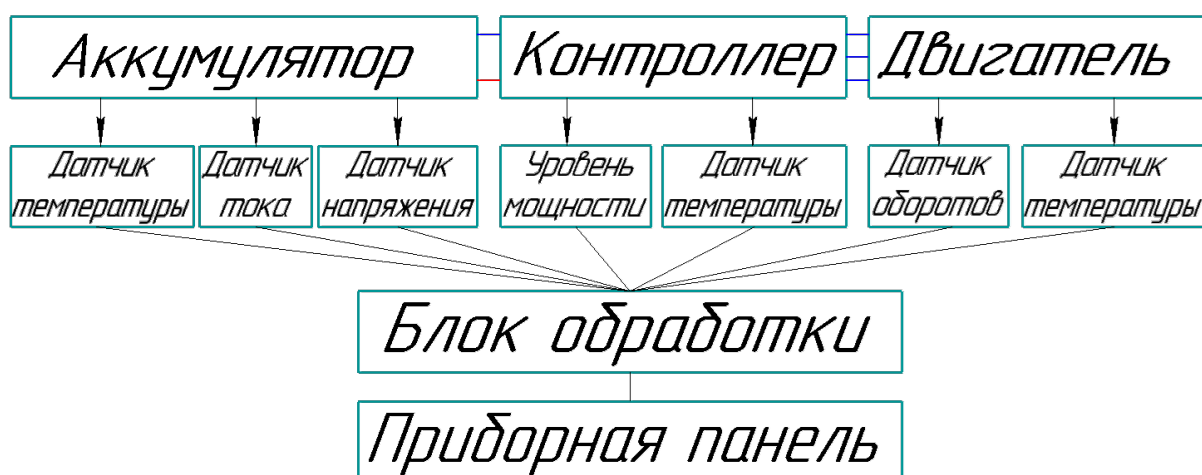 Аккумулятор Контроллер Двигатель
Датчик температуры
Датчик тока
Датчик напряжения
Уровень мощности
Датчик температуры
Датчик оборотов
Датчик температуры
Блок обработки
Приборная панель